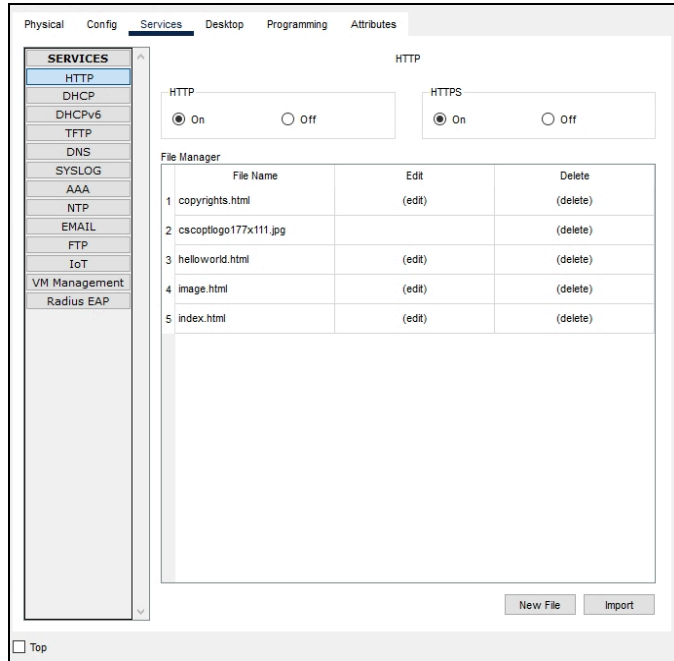 Physical Config Services Desktop Programming Attributes
SERVICES
HTTP
DHCP
DHCPv6
TFTP
DNS
SYSLOG
AAA
NTP
EMAIL
FTP
IoT
VM Management
Radius EAP
HTTP
HTTP
On Off
HTTPS
On Off
File Manager
File Name Edit Delete
1 copyrights.html (edit) (delete)
2 cscoptlogo177x111.jpg (delete)
3 helloworld.html (edit) (delete)
4 image.html (edit) (delete)
5 index.html (edit) (delete)
New File Import
Top